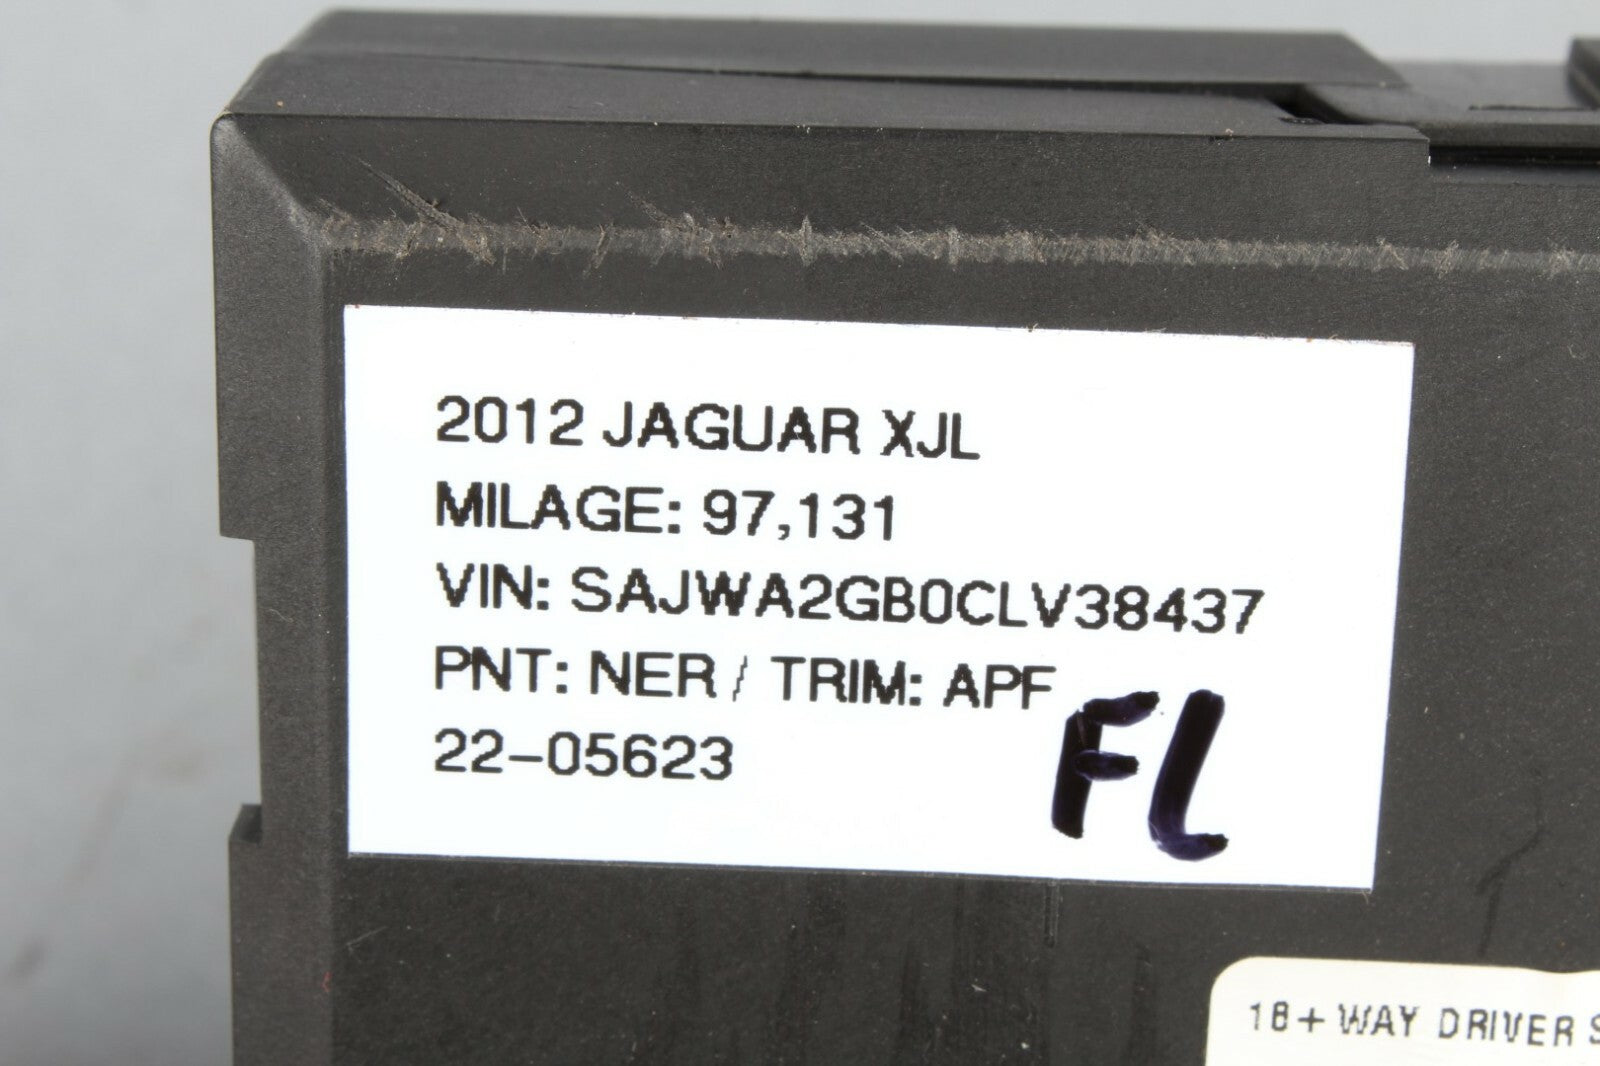 2012 JAGUAR XJL
MILAGE: 97,131
VIN: SAJWA2GB0CLV38437
PNT: NER / TRIM: APF
22-05623
FL
18+ WAY DRIVER S